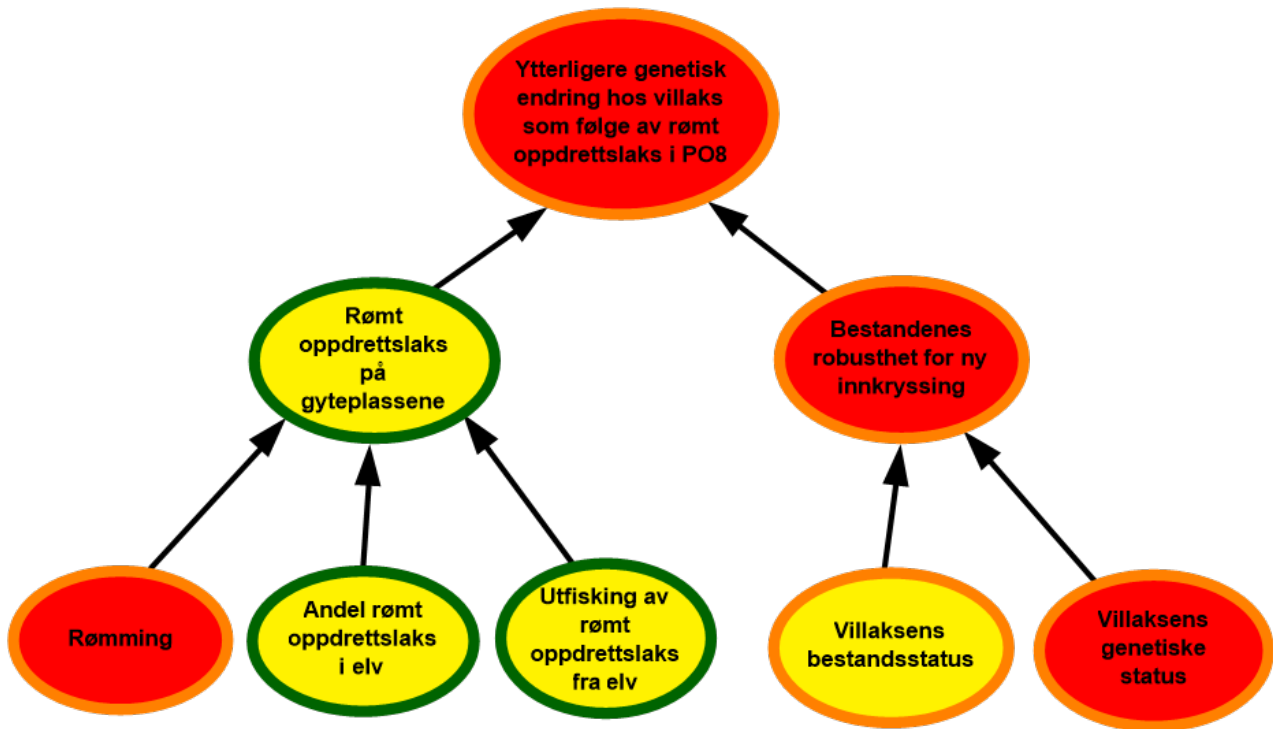 Ytterligere genetisk
endring hos villaks
som følge av rømt
oppdrettslaks i PO8
Rømt
oppdrettslaks
på
gyteplassene
Bestandenes
robusthet for ny
innkryssing
Rømming
Andel rømt
oppdrettslaks
i elv
Utfisking av
rømt
oppdrettslaks
fra elv
Villaksens
bestandsstatus
Villaksens
genetiske
status